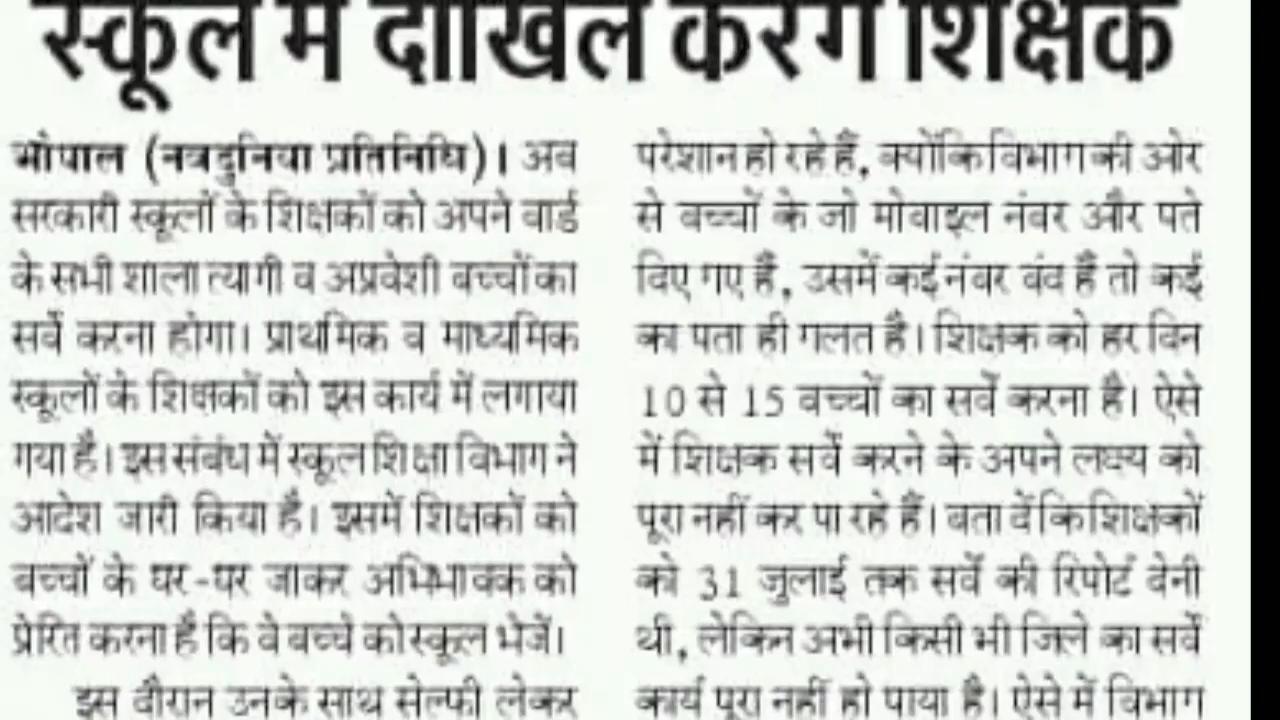 स्कूल में दाखिल करेंगे शिक्षक
भोपाल (नवदुनिया प्रतिनिधि)। अब
सरकारी स्कूलों के शिक्षकों को अपने वार्ड
के सभी शाला त्यागी व अप्रवेशी बच्चों का
सर्वे करना होगा। प्राथमिक व माध्यमिक
स्कूलों के शिक्षकों को इस कार्य में लगाया
गया है। इस संबंध में स्कूल शिक्षा विभाग ने
आदेश जारी किया है। इसमें शिक्षकों को
बच्चों के घर-घर जाकर अभिभावक को
प्रेरित करना है कि वे बच्चे को स्कूल भेजें।
इस दौरान उनके साथ सेल्फी लेकर
परेशान हो रहे हैं, क्योंकि विभाग की ओर
से बच्चों के जो मोबाइल नंबर और पते
दिए गए हैं, उसमें कई नंबर बंद हैं तो कई
का पता ही गलत है। शिक्षक को हर दिन
10 से 15 बच्चों का सर्वे करना है। ऐसे
में शिक्षक सर्वे करने के अपने लक्ष्य को
पूरा नहीं कर पा रहे हैं। बता दें कि शिक्षकों
को 31 जुलाई तक सर्वे की रिपोर्ट देनी
थी, लेकिन अभी किसी भी जिले का सर्वे
कार्य पूरा नहीं हो पाया है। ऐसे में विभाग